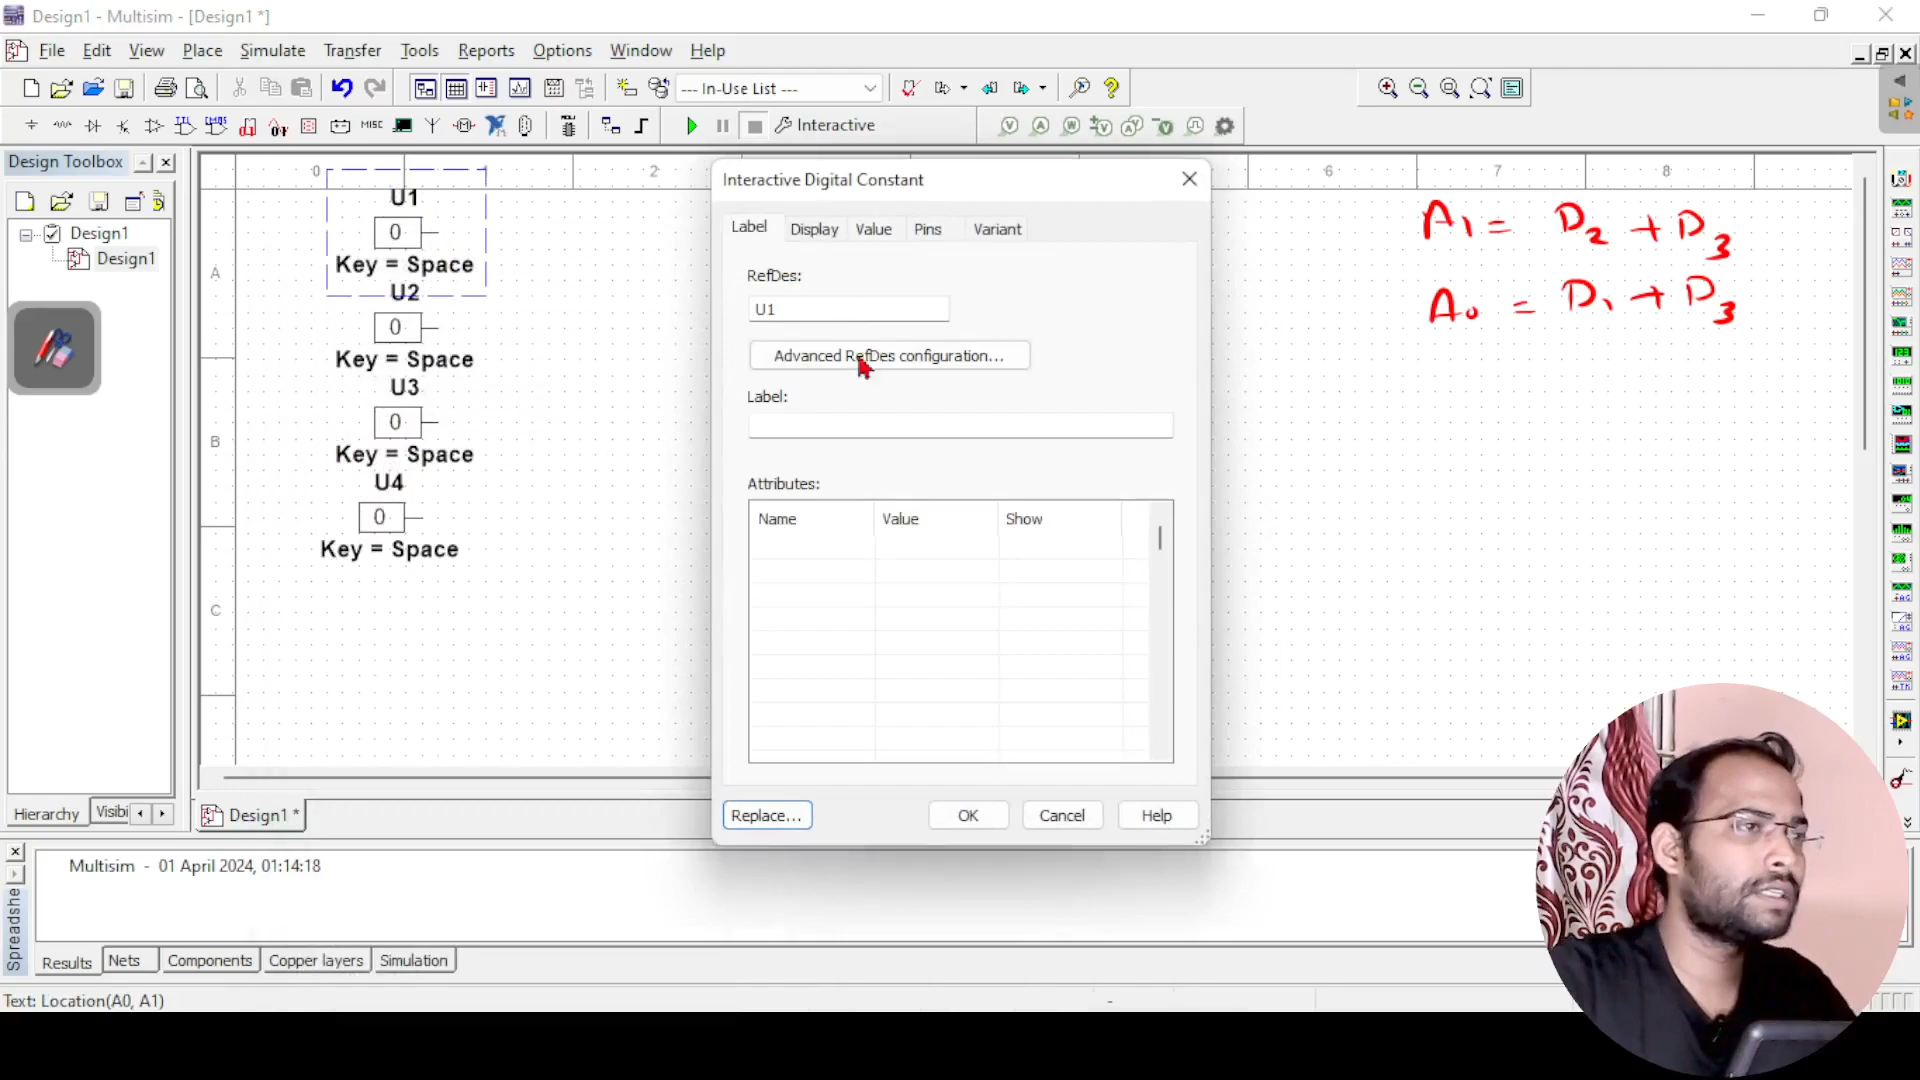 Design1 - Multisim - [Design1 *]
File Edit View Place Simulate Transfer Tools Reports Options Window Help
--- In-Use List ---
Interactive
Design Toolbox
Design1
Design1
Hierarchy Visibi
0 2 6 7 8
A
B
C
U1
0
Key = Space
U2
0
Key = Space
U3
0
Key = Space
U4
0
Key = Space
Interactive Digital Constant
Label Display Value Pins Variant
RefDes:
U1
Advanced RefDes configuration...
Label:
Attributes:
Name Value Show
Replace... OK Cancel Help
A1 = D2 + D3
A0 = D1 + D3
Design1 *
Multisim - 01 April 2024, 01:14:18
Spreadshe
Results Nets Components Copper layers Simulation
Text: Location(A0, A1)
-